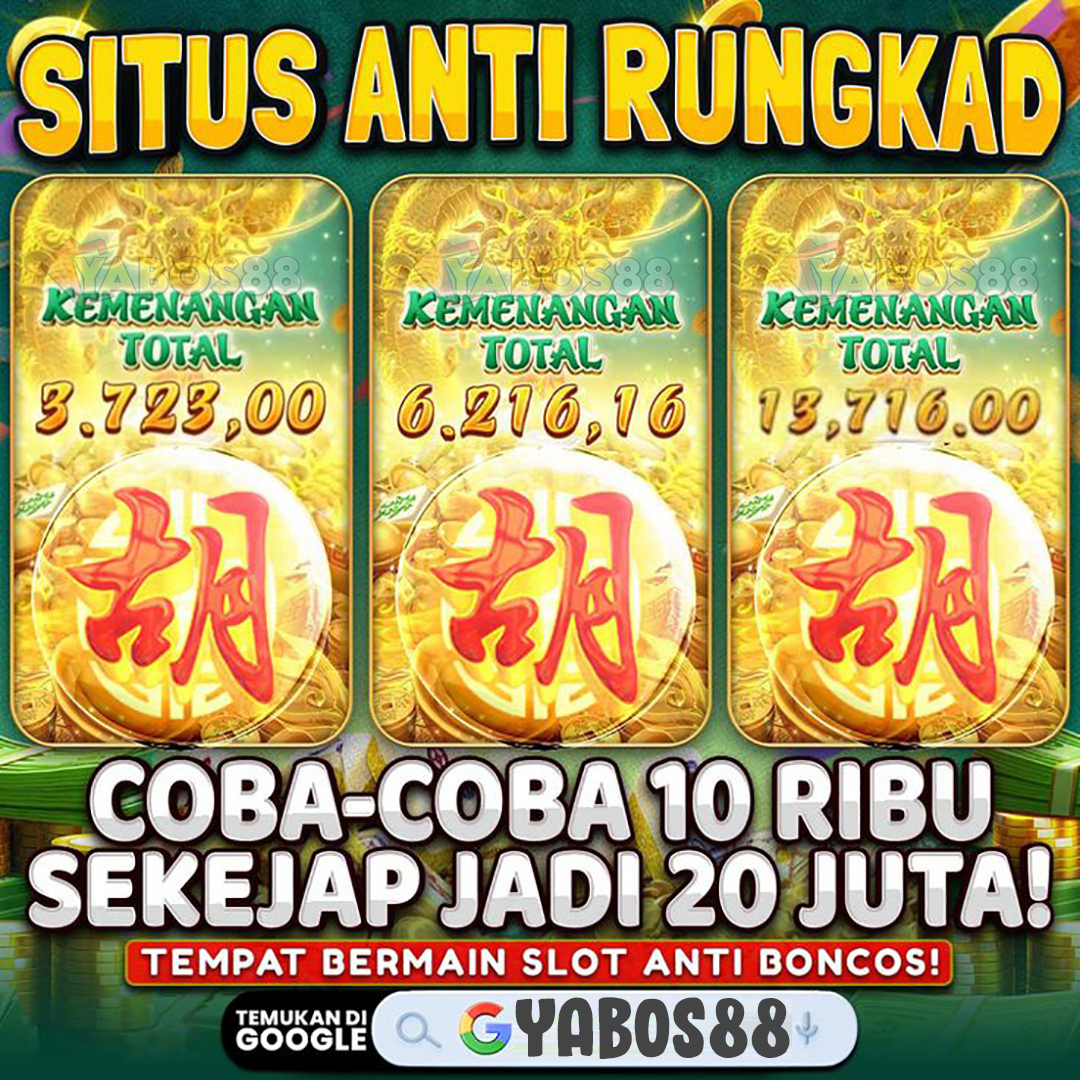 SITUS ANTI RUNGKAD
YABOS88
KEMENANGAN
TOTAL
3.723,00
胡
YABOS88
KEMENANGAN
TOTAL
6.216,16
胡
YABOS88
KEMENANGAN
TOTAL
13,716.00
胡
COBA-COBA 10 RIBU
SEKEJAP JADI 20 JUTA!
TEMPAT BERMAIN SLOT ANTI BONCOS!
TEMUKAN DI
GOOGLE
YABOS88